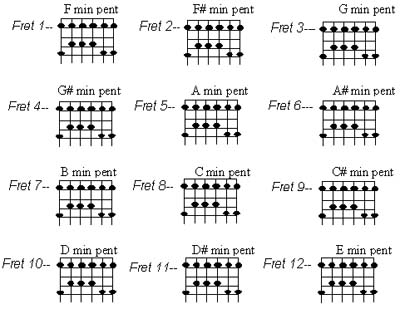 F min pent
Fret 1--
F# min pent
Fret 2--
G min pent
Fret 3--
G# min pent
Fret 4--
A min pent
Fret 5--
A# min pent
Fret 6---
B min pent
Fret 7--
C min pent
Fret 8--
C# min pent
Fret 9--
D min pent
Fret 10--
D# min pent
Fret 11--
E min pent
Fret 12--